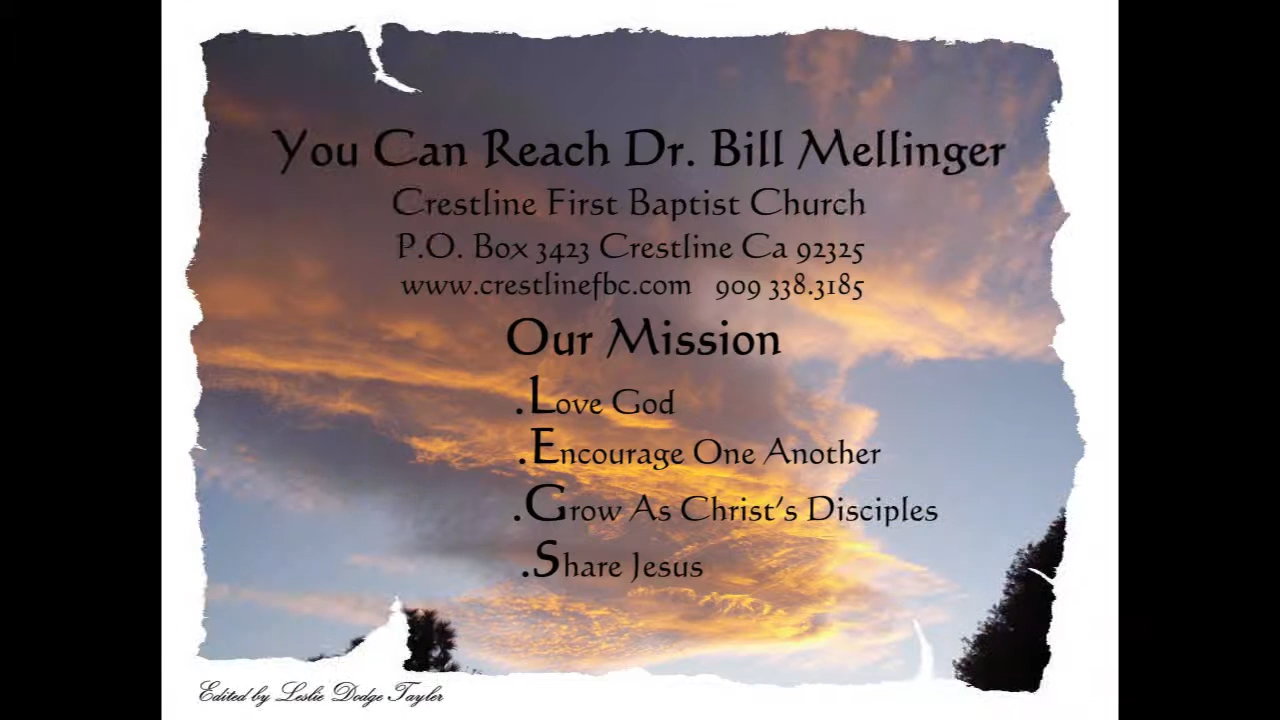 You Can Reach Dr. Bill Mellinger
Crestline First Baptist Church
P.O. Box 3423 Crestline Ca 92325
www.crestlinefbc.com 909 338.3185
Our Mission
.Love God
.Encourage One Another
.Grow As Christ's Disciples
.Share Jesus
Edited by Leslie Dodge Tayler